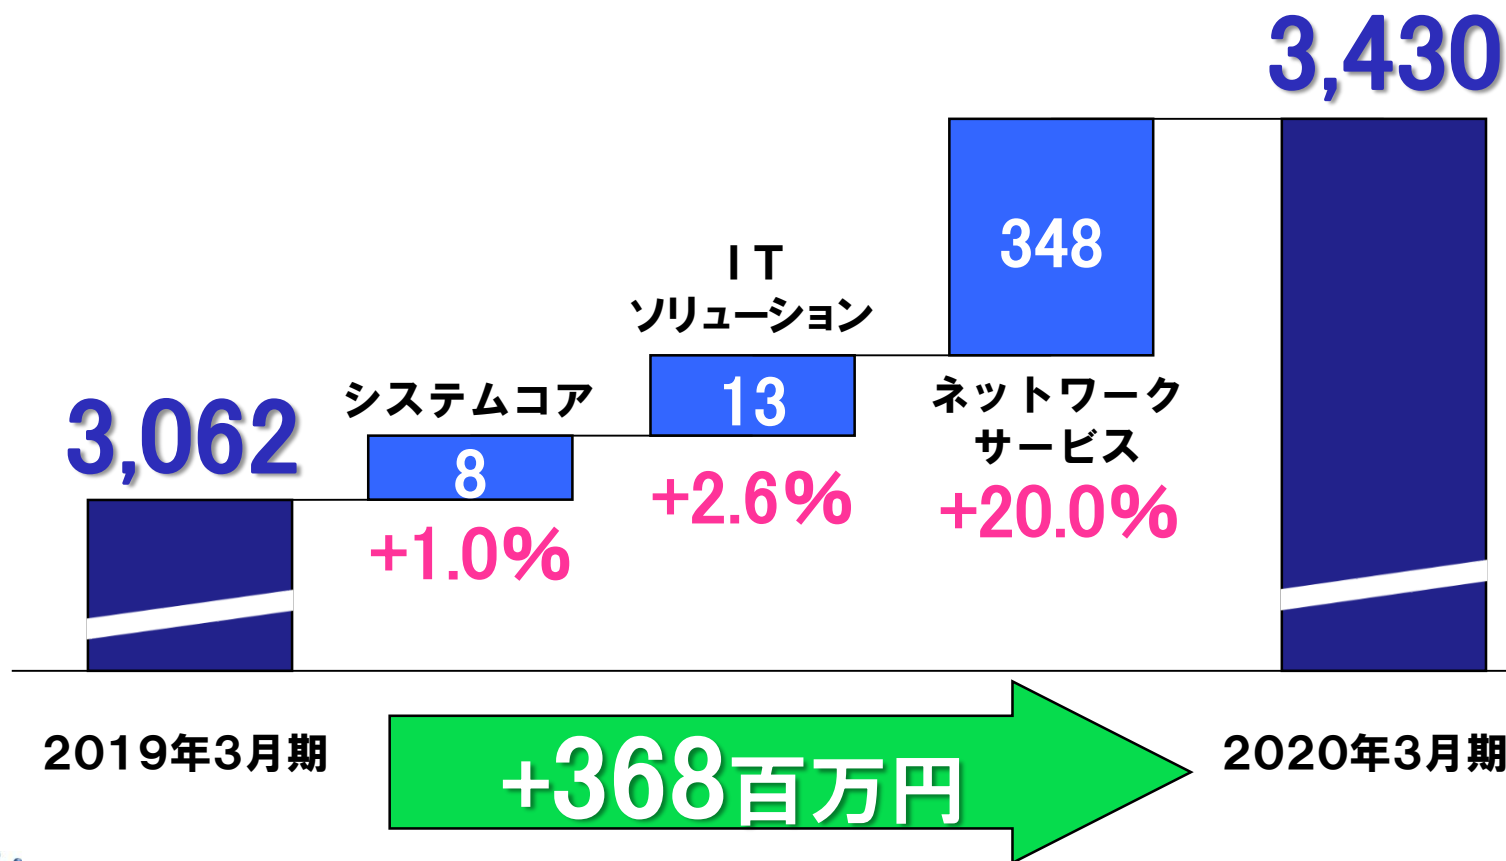 3,430
348
ＩＴ
ソリューション
13
ネットワーク
サービス
システムコア
3,062
8
+2.6%
+20.0%
+1.0%
２０１９年３月期
+368百万円
２０２０年３月期